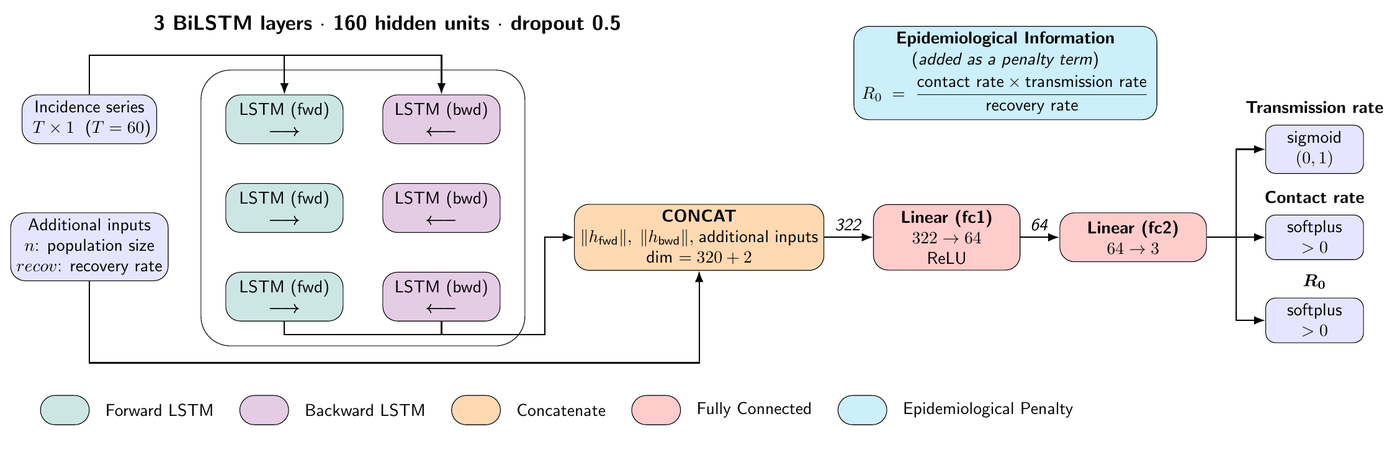 3 BiLSTM layers · 160 hidden units · dropout 0.5
Incidence series
T × 1 (T = 60)
Additional inputs
n: population size
recov: recovery rate
LSTM (fwd)
⟶
LSTM (bwd)
⟵
LSTM (fwd)
⟶
LSTM (bwd)
⟵
LSTM (fwd)
⟶
LSTM (bwd)
⟵
CONCAT
‖h_fwd‖, ‖h_bwd‖, additional inputs
dim = 320 + 2
322
Linear (fc1)
322 → 64
ReLU
64
Linear (fc2)
64 → 3
Epidemiological Information
(added as a penalty term)
R_0 = contact rate × transmission rate
recovery rate
Transmission rate
sigmoid
(0, 1)
Contact rate
softplus
> 0
R_0
softplus
> 0
Forward LSTM
Backward LSTM
Concatenate
Fully Connected
Epidemiological Penalty